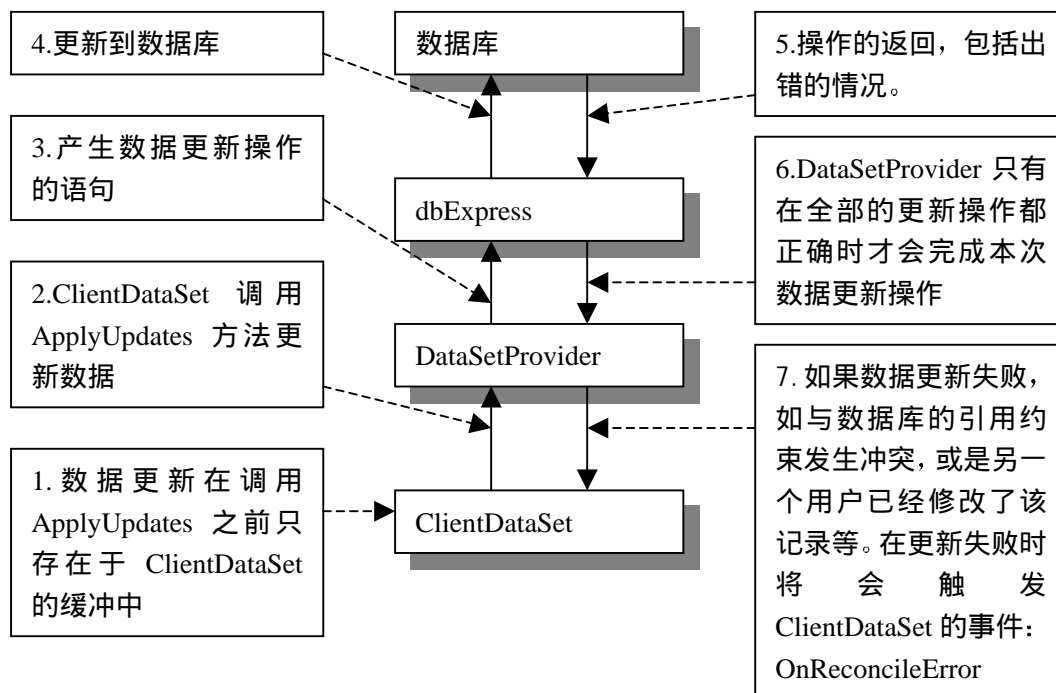 4.更新到数据库
数据库
5.操作的返回，包括出
错的情况。
3.产生数据更新操作
的语句
dbExpress
6.DataSetProvider 只有
在全部的更新操作都
正确时才会完成本次
数据更新操作
2.ClientDataSet 调用
ApplyUpdates 方法更
新数据
DataSetProvider
7. 如果数据更新失败，
如与数据库的引用约
束发生冲突，或是另一
个用户已经修改了该
记录等。在更新失败时
将会触发
ClientDataSet 的事件：
OnReconcileError
1.数据更新在调用
ApplyUpdates 之前只
存在于 ClientDataSet
的缓冲中
ClientDataSet